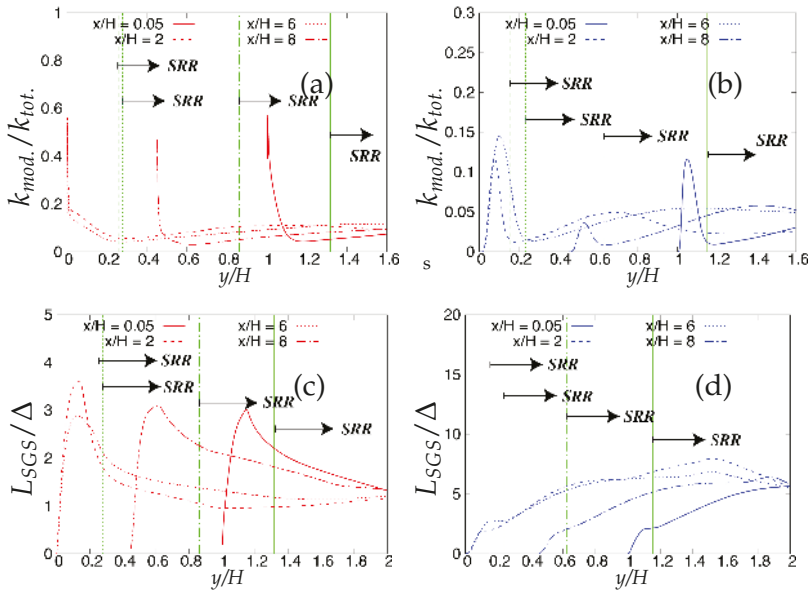 x/H = 0.05 x/H = 6
x/H = 2 x/H = 8
SRR
(a)
SRR
SRR
SRR
k_mod./k_tot.
1
0.8
0.6
0.4
0.2
0
0 0.2 0.4 0.6 0.8 1 1.2 1.4 1.6
y/H
x/H = 0.05 x/H = 6
x/H = 2 x/H = 8
(b)
SRR
SRR
SRR
SRR
k_mod./k_tot.
0.3
0.25
0.2
0.15
0.1
0.05
0
s
0 0.2 0.4 0.6 0.8 1 1.2 1.4 1.6
y/H
x/H = 0.05 x/H = 6
x/H = 2 x/H = 8
SRR
SRR
(c)
SRR
SRR
L_SGS/Δ
5
4
3
2
1
0
0 0.2 0.4 0.6 0.8 1 1.2 1.4 1.6 1.8 2
y/H
x/H = 0.05 x/H = 6
x/H = 2 x/H = 8
SRR
(d)
SRR
SRR
SRR
L_SGS/Δ
20
15
10
5
0
0 0.2 0.4 0.6 0.8 1 1.2 1.4 1.6 1.8 2
y/H